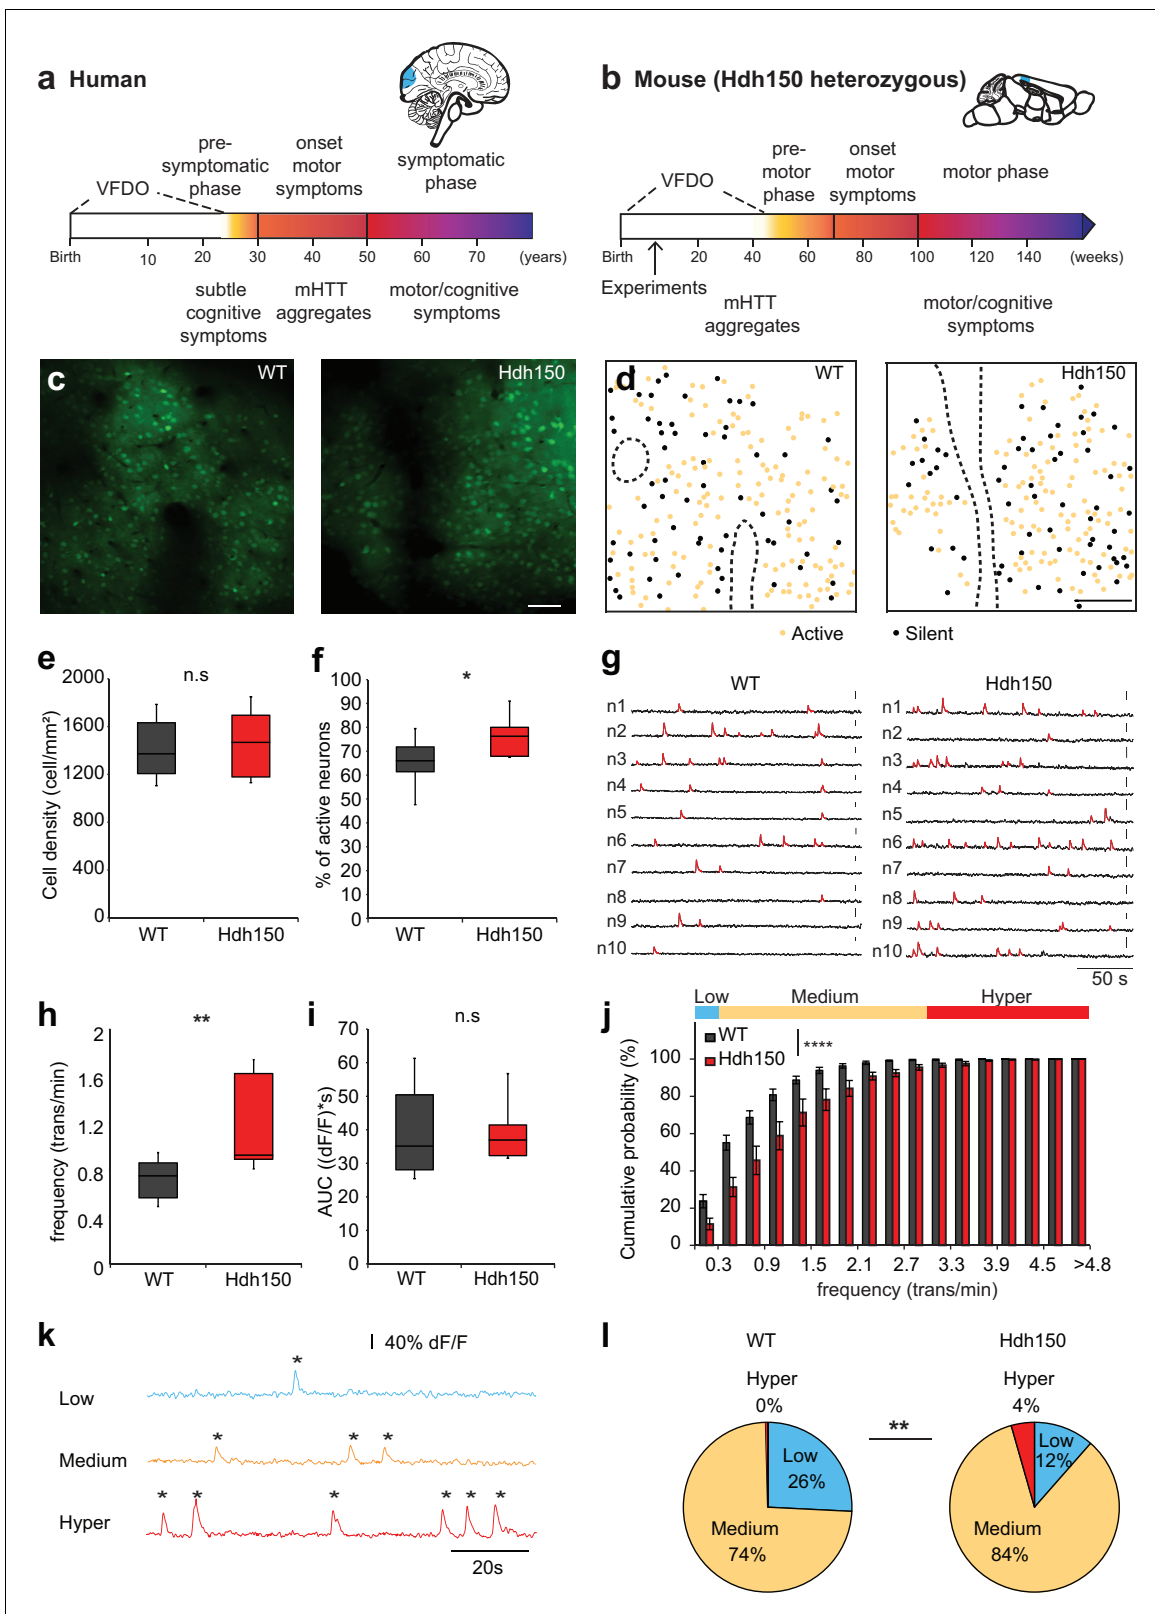 a Human
pre-
symptomatic
phase
onset
motor
symptoms
symptomatic
phase
VFDO
Birth 10 20 30 40 50 60 70 (years)
subtle
cognitive
symptoms
mHTT
aggregates
motor/cognitive
symptoms
b Mouse (Hdh150 heterozygous)
pre-
motor
phase
onset
motor
symptoms
motor phase
VFDO
Birth 20 40 60 80 100 120 140 (weeks)
Experiments
mHTT
aggregates
motor/cognitive
symptoms
c WT Hdh150
d WT Hdh150
Active Silent
e
n.s
Cell density (cell/mm²)
2000
1600
1200
800
400
0
WT Hdh150
f
*
% of active neurons
100
90
80
70
60
50
40
30
20
10
0
WT Hdh150
g
WT Hdh150
n1 n1
n2 n2
n3 n3
n4 n4
n5 n5
n6 n6
n7 n7
n8 n8
n9 n9
n10 n10
50 s
h
**
frequency (trans/min)
2
1.6
1.2
0.8
0.4
0
WT Hdh150
i
n.s
AUC ((dF/F)*s)
70
60
50
40
30
20
10
0
WT Hdh150
j
Low Medium Hyper
WT
Hdh150
****
Cumulative probability (%)
100
80
60
40
20
0
0.3 0.9 1.5 2.1 2.7 3.3 3.9 4.5 >4.8
frequency (trans/min)
k
40% dF/F
*
Low
* * *
Medium
* * * * * *
Hyper
20s
l
WT Hdh150
Hyper
0%
Low
26%
Medium
74%
**
Hyper
4%
Low
12%
Medium
84%